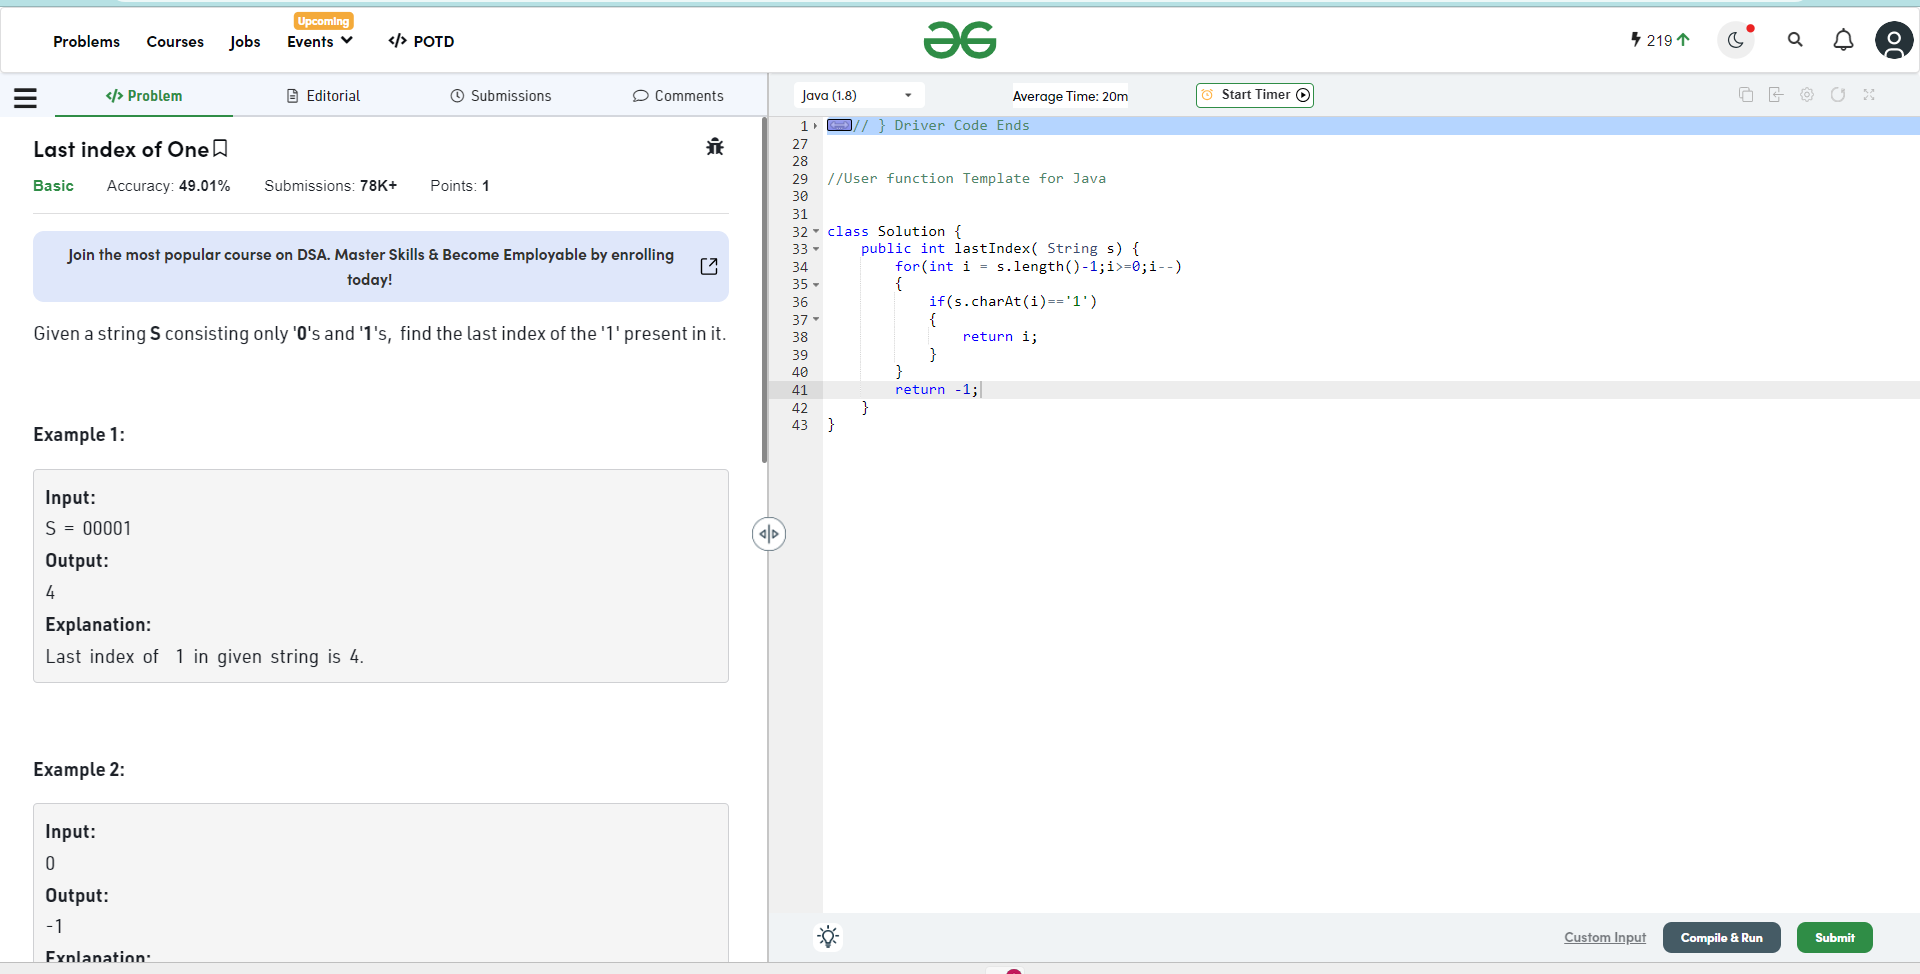 Problems Courses Jobs Upcoming Events </> POTD 219
</> Problem Editorial Submissions Comments
Last index of One
Basic Accuracy: 49.01% Submissions: 78K+ Points: 1
Join the most popular course on DSA. Master Skills & Become Employable by enrolling
today!
Given a string S consisting only '0's and '1's, find the last index of the '1' present in it.
Example 1:
Input:
S = 00001
Output:
4
Explanation:
Last index of 1 in given string is 4.
Example 2:
Input:
0
Output:
-1
Explanation:
Java (1.8) Average Time: 20m Start Timer
1 // } Driver Code Ends
27
28
29 //User function Template for Java
30
31
32 class Solution {
33 public int lastIndex( String s) {
34 for(int i = s.length()-1;i>=0;i--)
35 {
36 if(s.charAt(i)=='1')
37 {
38 return i;
39 }
40 }
41 return -1;
42 }
43 }
Custom Input Compile & Run Submit